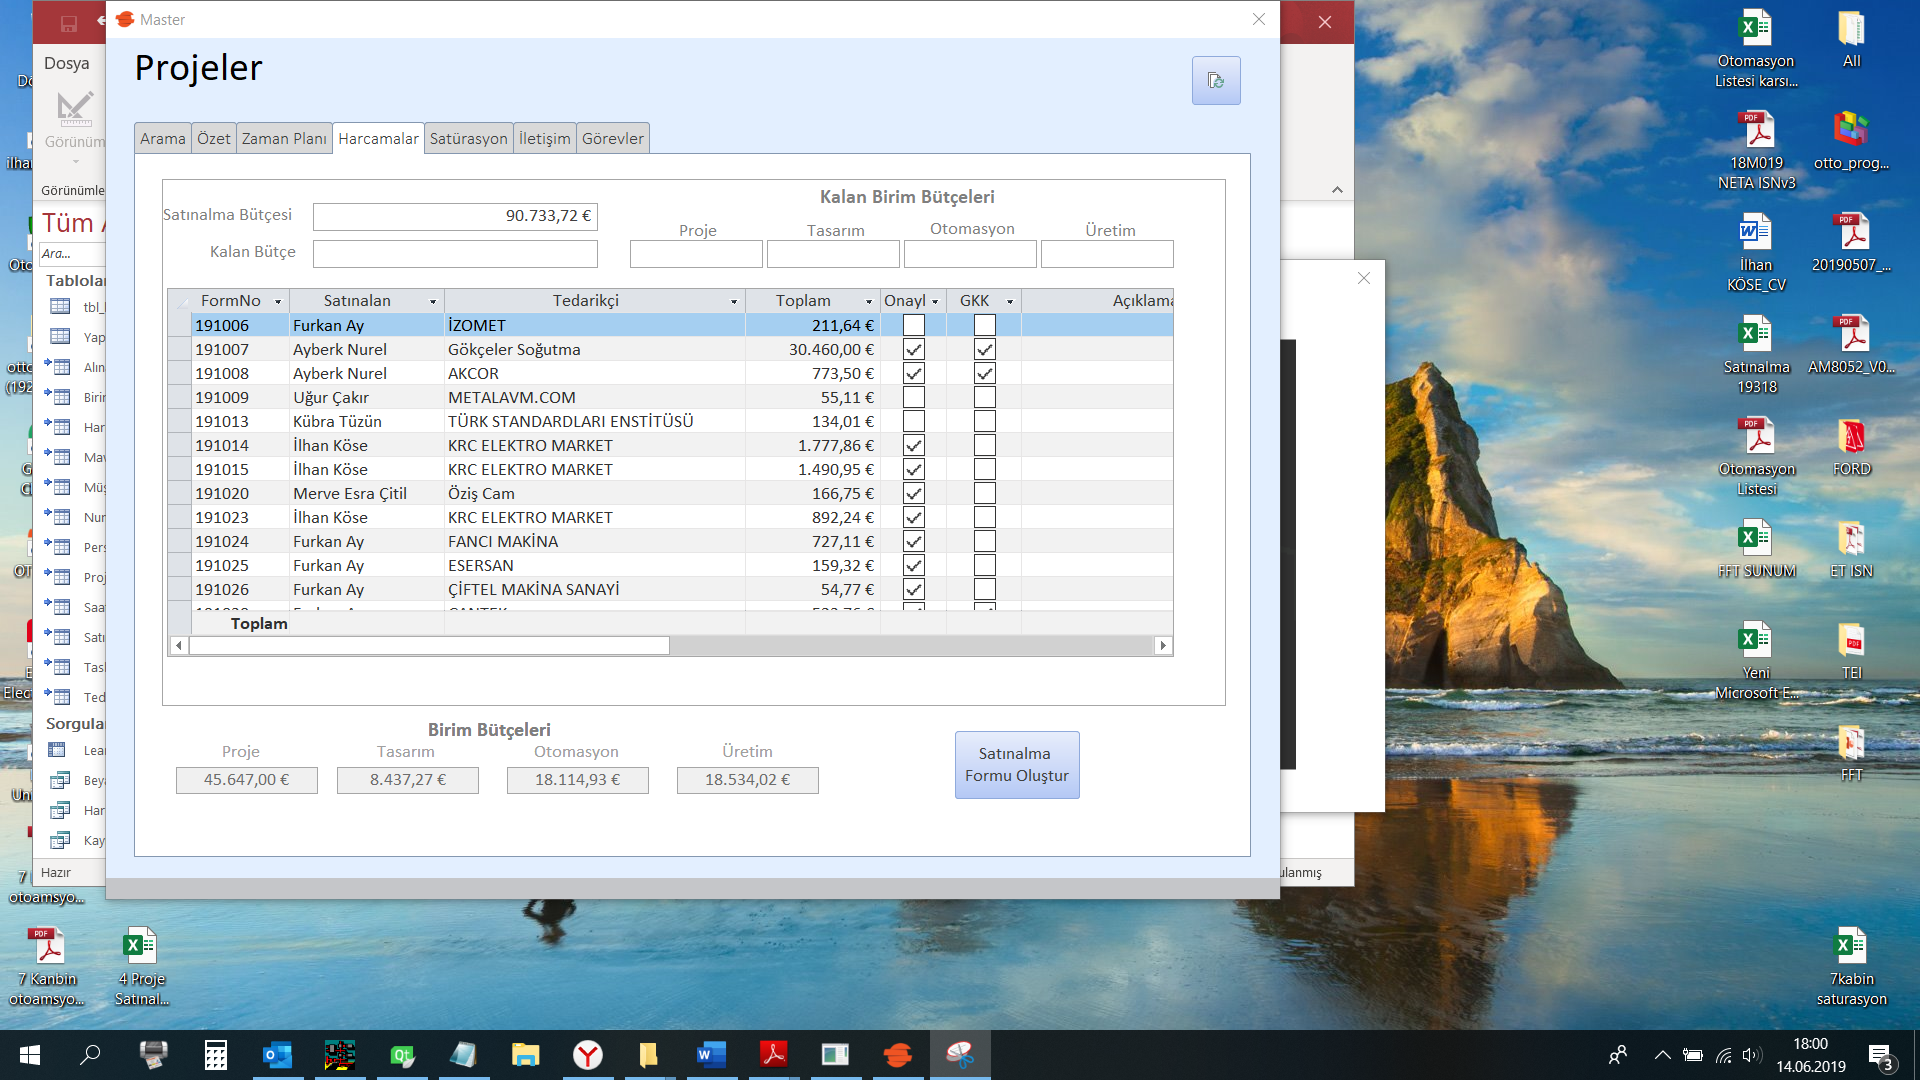 Master
Projeler
Dosya
Görünüm
Görünümle
Tüm A
Ara...
Tablolar
tbl_l
Yap
Alın
Birin
Har
Mav
Müş
Nur
Pers
Proj
Saat
Satı
Tasl
Ted
Sorgular
Lear
Beya
Har
Kay
Hazır
ulanmış
Arama
Özet
Zaman Planı
Harcamalar
Satürasyon
İletişim
Görevler
Kalan Birim Bütçeleri
Satınalma Bütçesi 90.733,72 €
Kalan Bütçe
Proje Tasarım Otomasyon Üretim
FormNo Satınalan Tedarikçi Toplam Onayl GKK Açıklama
191006 Furkan Ay İZOMET 211,64 €
191007 Ayberk Nurel Gökçeler Soğutma 30.460,00 €
191008 Ayberk Nurel AKCOR 773,50 €
191009 Uğur Çakır METALAVM.COM 55,11 €
191013 Kübra Tüzün TÜRK STANDARDLARI ENSTİTÜSÜ 134,01 €
191014 İlhan Köse KRC ELEKTRO MARKET 1.777,86 €
191015 İlhan Köse KRC ELEKTRO MARKET 1.490,95 €
191020 Merve Esra Çitil Öziş Cam 166,75 €
191023 İlhan Köse KRC ELEKTRO MARKET 892,24 €
191024 Furkan Ay FANCI MAKİNA 727,11 €
191025 Furkan Ay ESERSAN 159,32 €
191026 Furkan Ay ÇİFTEL MAKİNA SANAYİ 54,77 €
Toplam
Birim Bütçeleri
Proje Tasarım Otomasyon Üretim
45.647,00 € 8.437,27 € 18.114,93 € 18.534,02 €
Satınalma
Formu Oluştur
Otomasyon
Listesi karsı...
All
18M019
NETA ISNv3
otto_prog...
İlhan
KÖSE_CV
20190507_...
Satınalma
19318
AM8052_V0...
Otomasyon
Listesi
FORD
FFT SUNUM
ET ISN
Yeni
Microsoft E...
TEI
FFT
7kabin
saturasyon
otoamsyo...
7 Kanbin
otoamsyo...
4 Proje
Satınal...
18:00
14.06.2019
3